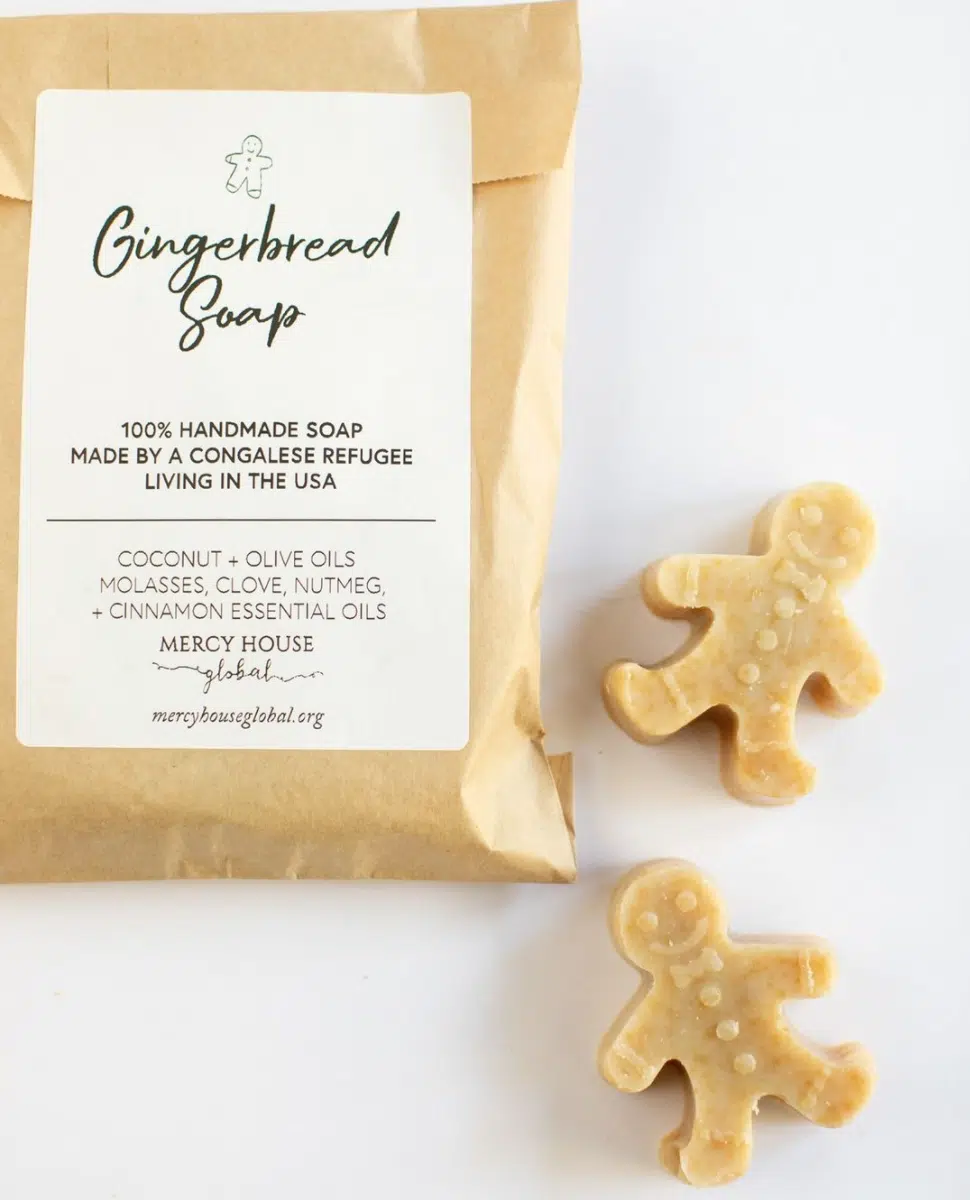 Gingerbread
Soap
100% HANDMADE SOAP
MADE BY A CONGALESE REFUGEE
LIVING IN THE USA
COCONUT + OLIVE OILS
MOLASSES, CLOVE, NUTMEG,
+ CINNAMON ESSENTIAL OILS
MERCY HOUSE
global
mercyhouseglobal.org